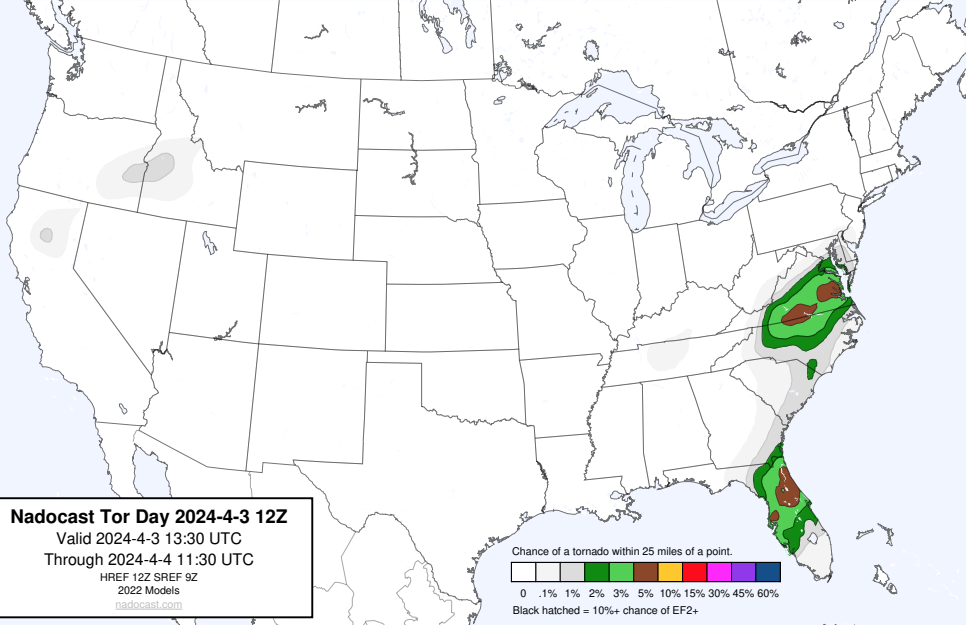 Nadocast Tor Day 2024-4-3 12Z
Valid 2024-4-3 13:30 UTC
Through 2024-4-4 11:30 UTC
HREF 12Z SREF 9Z
2022 Models
nadocast.com
Chance of a tornado within 25 miles of a point.
0 .1% 1% 2% 3% 5% 10% 15% 30% 45% 60%
Black hatched = 10%+ chance of EF2+